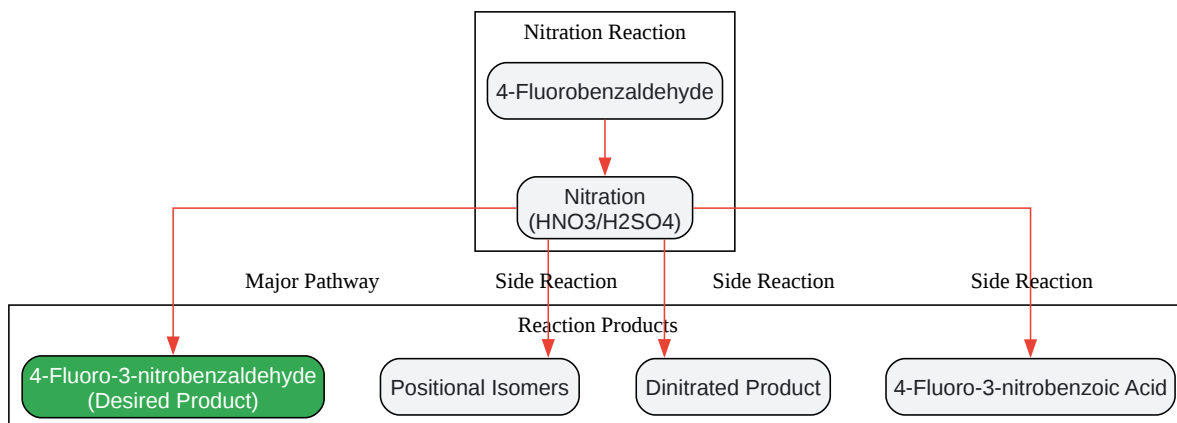 Nitration Reaction
4-Fluorobenzaldehyde
Nitration
(HNO3/H2SO4)
Major Pathway
Side Reaction
Side Reaction
Side Reaction
Reaction Products
4-Fluoro-3-nitrobenzaldehyde
(Desired Product)
Positional Isomers
Dinitrated Product
4-Fluoro-3-nitrobenzoic Acid